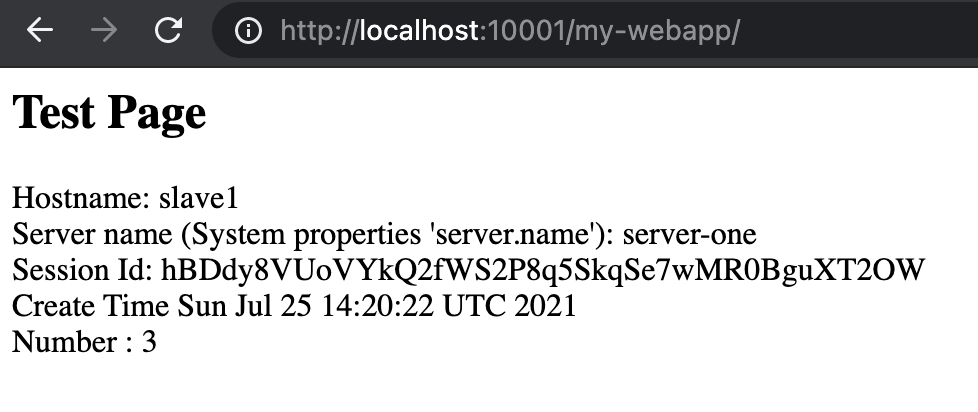 http://localhost:10001/my-webapp/
Test Page
Hostname: slave1
Server name (System properties 'server.name'): server-one
Session Id: hBDdy8VUoVYkQ2fWS2P8q5SkqSe7wMR0BguXT2OW
Create Time Sun Jul 25 14:20:22 UTC 2021
Number : 3